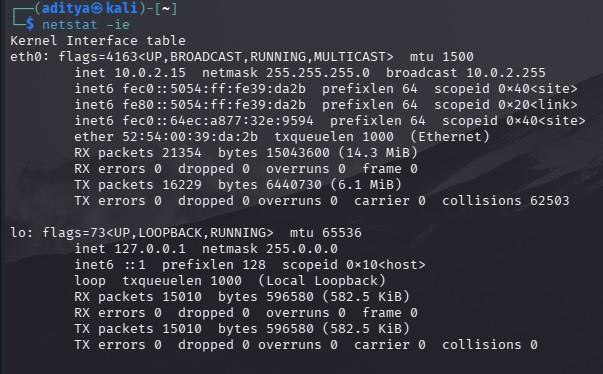 ┌──(aditya㉿kali)-[~]
└─$ netstat -ie
Kernel Interface table
eth0: flags=4163<UP,BROADCAST,RUNNING,MULTICAST>  mtu 1500
        inet 10.0.2.15  netmask 255.255.255.0  broadcast 10.0.2.255
        inet6 fec0::5054:ff:fe39:da2b  prefixlen 64  scopeid 0×40<site>
        inet6 fe80::5054:ff:fe39:da2b  prefixlen 64  scopeid 0×20<link>
        inet6 fec0::64ec:a877:32e:9594  prefixlen 64  scopeid 0×40<site>
        ether 52:54:00:39:da:2b  txqueuelen 1000  (Ethernet)
        RX packets 21354  bytes 15043600 (14.3 MiB)
        RX errors 0  dropped 0  overruns 0  frame 0
        TX packets 16229  bytes 6440730 (6.1 MiB)
        TX errors 0  dropped 0 overruns 0  carrier 0  collisions 62503

lo: flags=73<UP,LOOPBACK,RUNNING>  mtu 65536
        inet 127.0.0.1  netmask 255.0.0.0
        inet6 ::1  prefixlen 128  scopeid 0×10<host>
        loop  txqueuelen 1000  (Local Loopback)
        RX packets 15010  bytes 596580 (582.5 KiB)
        RX errors 0  dropped 0  overruns 0  frame 0
        TX packets 15010  bytes 596580 (582.5 KiB)
        TX errors 0  dropped 0 overruns 0  carrier 0  collisions 0